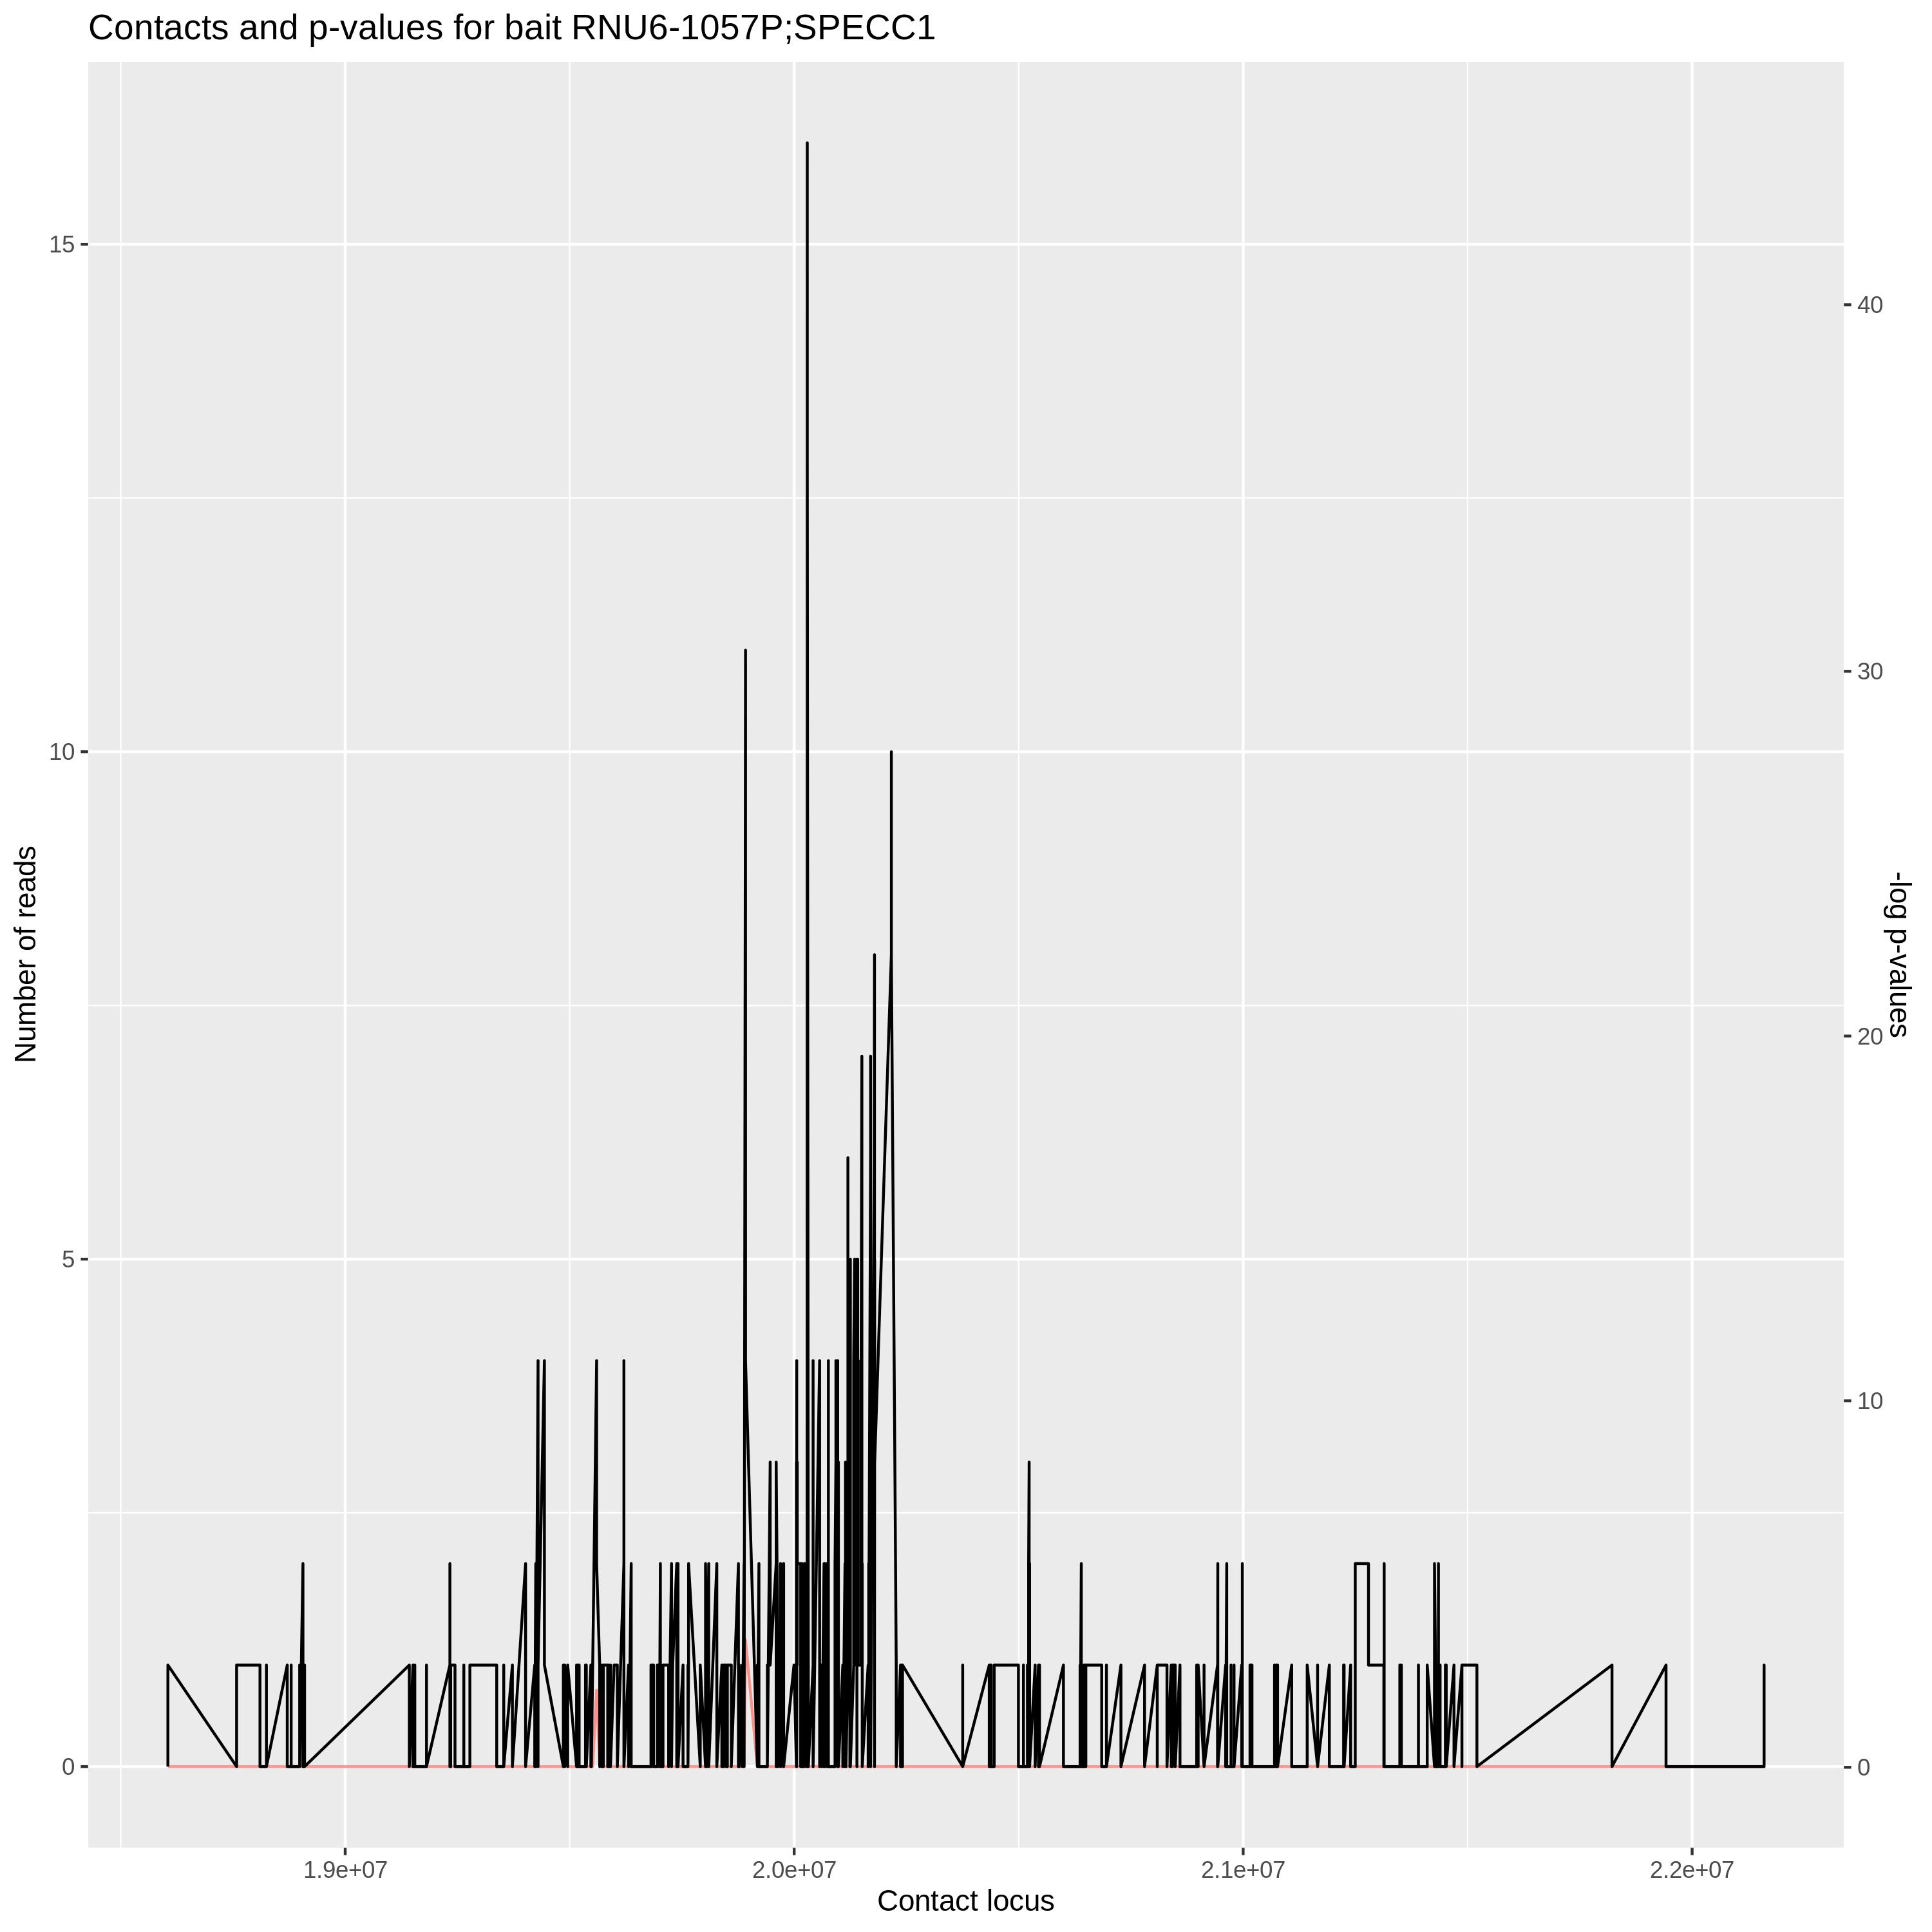 Contacts and p-values for bait RNU6-1057P;SPECC1
15
10
5
0
Number of reads
40
30
20
10
0
-log p-values
1.9e+07
2.0e+07
2.1e+07
2.2e+07
Contact locus